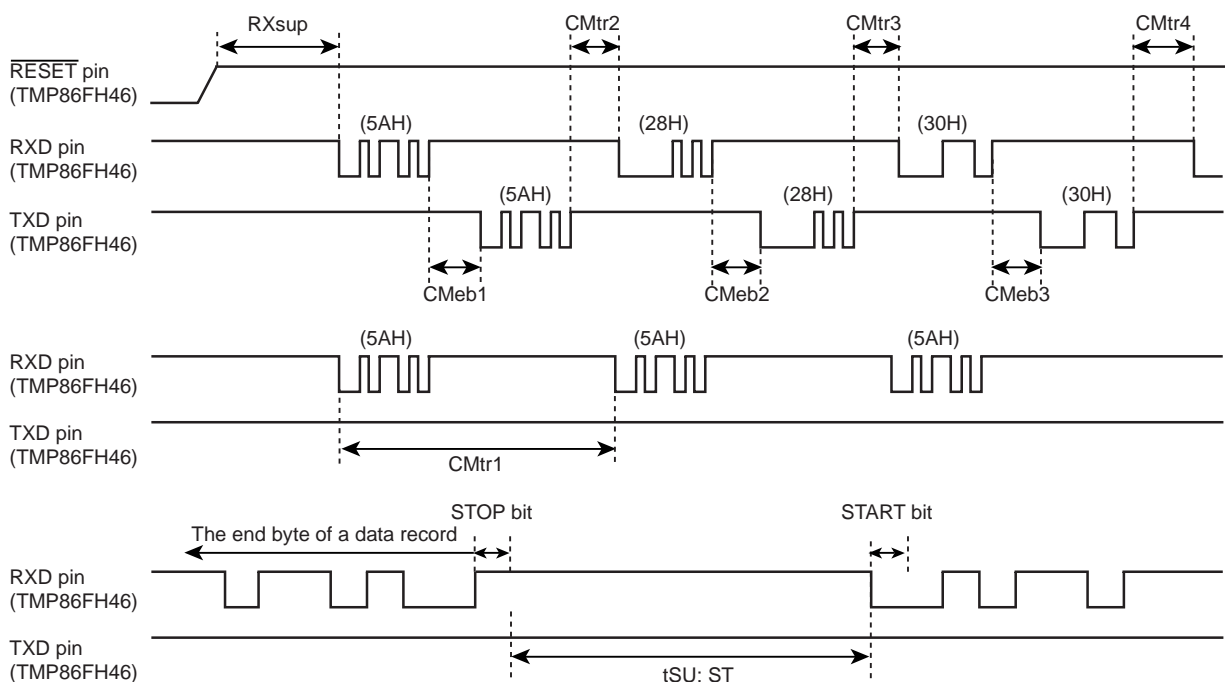 RXsup
CMtr2
CMtr3
CMtr4
RESET pin
(TMP86FH46)
(5AH)
(28H)
(30H)
RXD pin
(TMP86FH46)
(5AH)
(28H)
(30H)
TXD pin
(TMP86FH46)
CMeb1
CMeb2
CMeb3
(5AH)
(5AH)
(5AH)
RXD pin
(TMP86FH46)
TXD pin
(TMP86FH46)
CMtr1
STOP bit
START bit
The end byte of a data record
RXD pin
(TMP86FH46)
TXD pin
(TMP86FH46)
tSU; ST